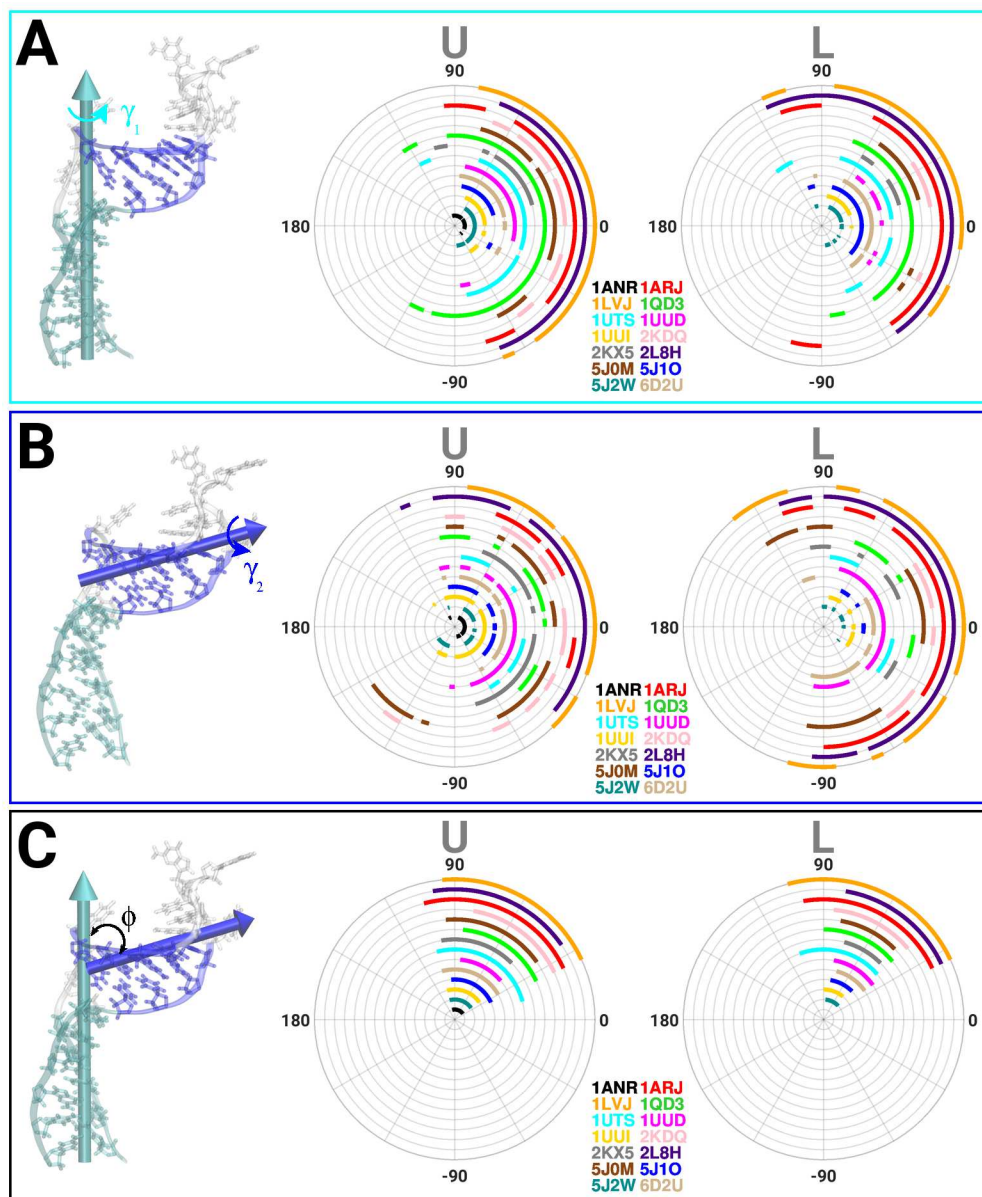 A
γ1
U
90
180
0
-90
L
90
180
0
-90
1ANR 1ARJ
1LVJ 1QD3
1UTS 1UUD
1UUI 2KDQ
2KX5 2L8H
5J0M 5J1O
5J2W 6D2U
B
γ2
U
90
180
0
-90
L
90
180
0
-90
1ANR 1ARJ
1LVJ 1QD3
1UTS 1UUD
1UUI 2KDQ
2KX5 2L8H
5J0M 5J1O
5J2W 6D2U
C
ϕ
U
90
180
0
-90
L
90
180
0
-90
1ANR 1ARJ
1LVJ 1QD3
1UTS 1UUD
1UUI 2KDQ
2KX5 2L8H
5J0M 5J1O
5J2W 6D2U